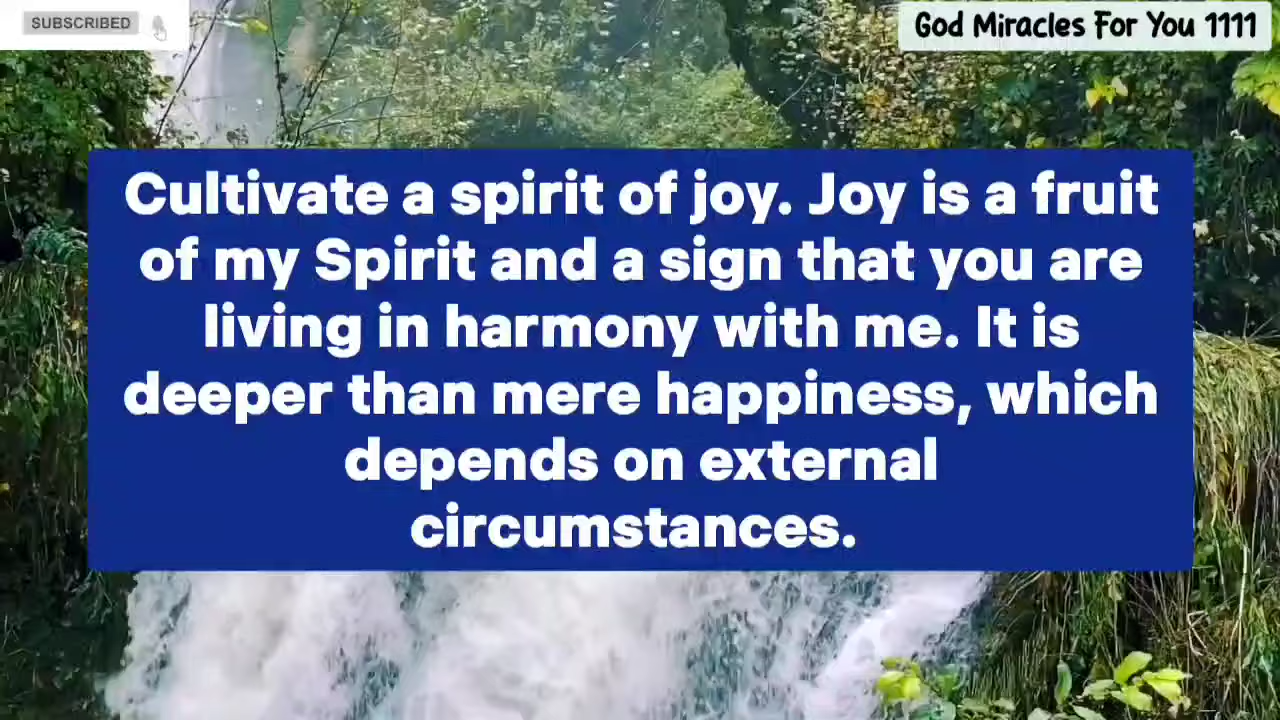 SUBSCRIBED
God Miracles For You 1111
Cultivate a spirit of joy. Joy is a fruit
of my Spirit and a sign that you are
living in harmony with me. It is
deeper than mere happiness, which
depends on external
circumstances.